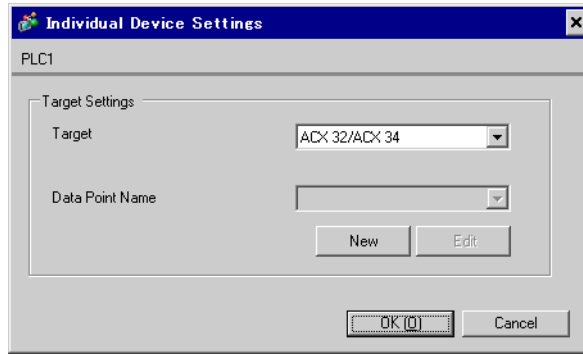 Individual Device Settings
PLC1
Target Settings
Target
ACX 32/ACX 34
Data Point Name
New
Edit
OK (O)
Cancel